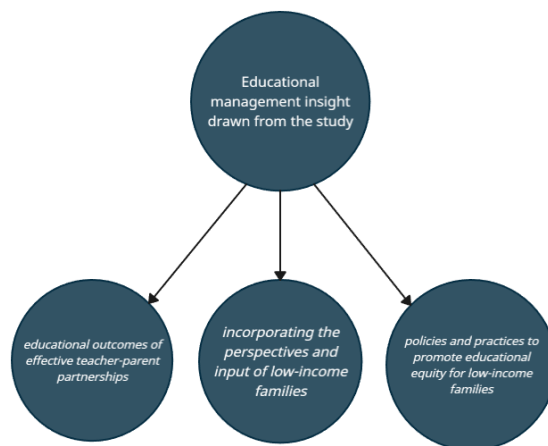 Educational
management insight
drawn from the study
educational outcomes of
effective teacher-parent
partnerships
incorporating the
perspectives and
input of low-income
families
policies and practices to
promote educational
equity for low-income
families